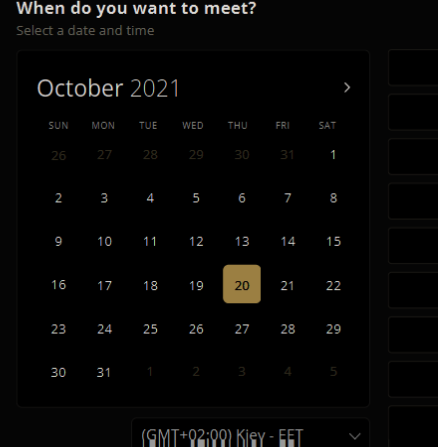 When do you want to meet?
Select a date and time
October 2021
SUN MON TUE WED THU FRI SAT
26 27 28 29 30 31 1
2 3 4 5 6 7 8
9 10 11 12 13 14 15
16 17 18 19 20 21 22
23 24 25 26 27 28 29
30 31 1 2 3 4 5
(GMT+02:00) Kiev - EET